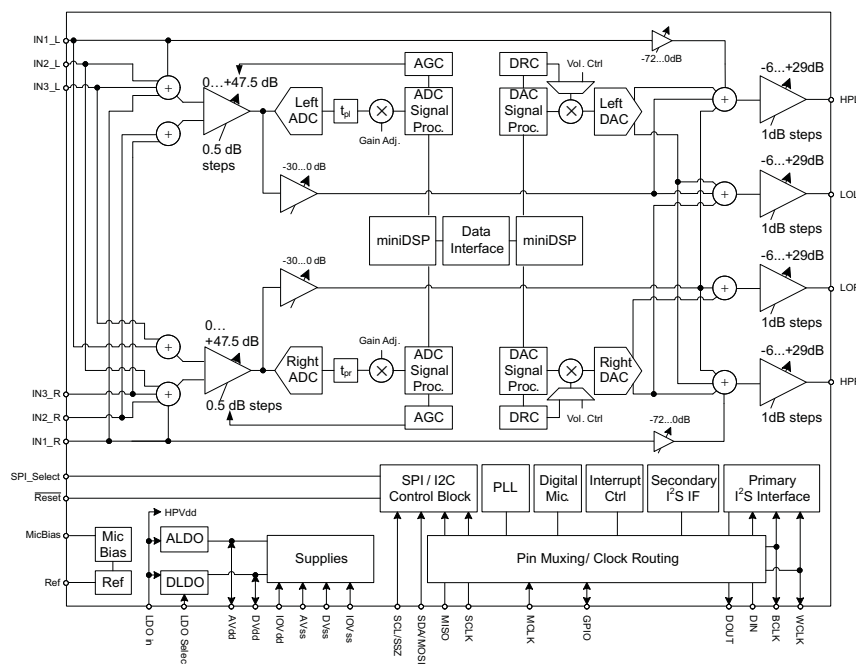 IN1_L
IN2_L
IN3_L
0…
+47.5 dB
0.5 dB
steps
Left
ADC
tpl
Gain Adj.
AGC
ADC
Signal
Proc.
DRC
Vol. Ctrl
DAC
Signal
Proc.
Left
DAC
-72...0dB
-6...+29dB
1dB steps
HPL
-30...0 dB
-6...+29dB
1dB steps
LOL
miniDSP
Data
Interface
miniDSP
-30...0 dB
-6...+29dB
1dB steps
0…
+47.5 dB
0.5 dB steps
Right
ADC
tpr
Gain Adj.
ADC
Signal
Proc.
AGC
DAC
Signal
Proc.
DRC
Vol. Ctrl
Right
DAC
-6...+29dB
1dB steps
-72...0dB
IN3_R
IN2_R
IN1_R
SPI_Select
Reset
MicBias
Ref
Mic
Bias
Ref
HPVdd
ALDO
DLDO
Supplies
SPI / I2C
Control Block
PLL
Digital
Mic.
Interrupt
Ctrl
Secondary
I²S IF
Primary
I²S Interface
Pin Muxing/ Clock Routing
LDO in
LDO Select
AVdd
DVdd
IOVdd
AVss
DVss
IOVss
SCL/SSZ
SDA/MOSI
MISO
SCLK
MCLK
GPIO
DOUT
DIN
BCLK
WCLK